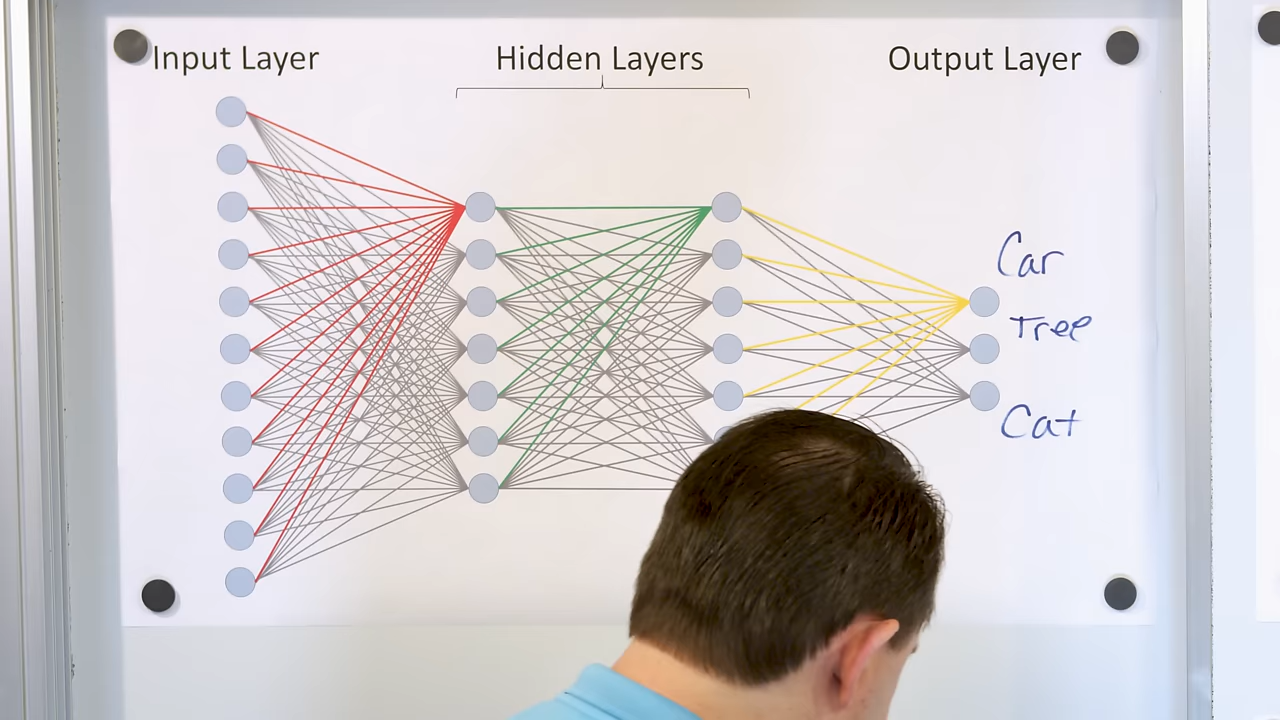 Input Layer
Hidden Layers
Output Layer
Car
Tree
Cat